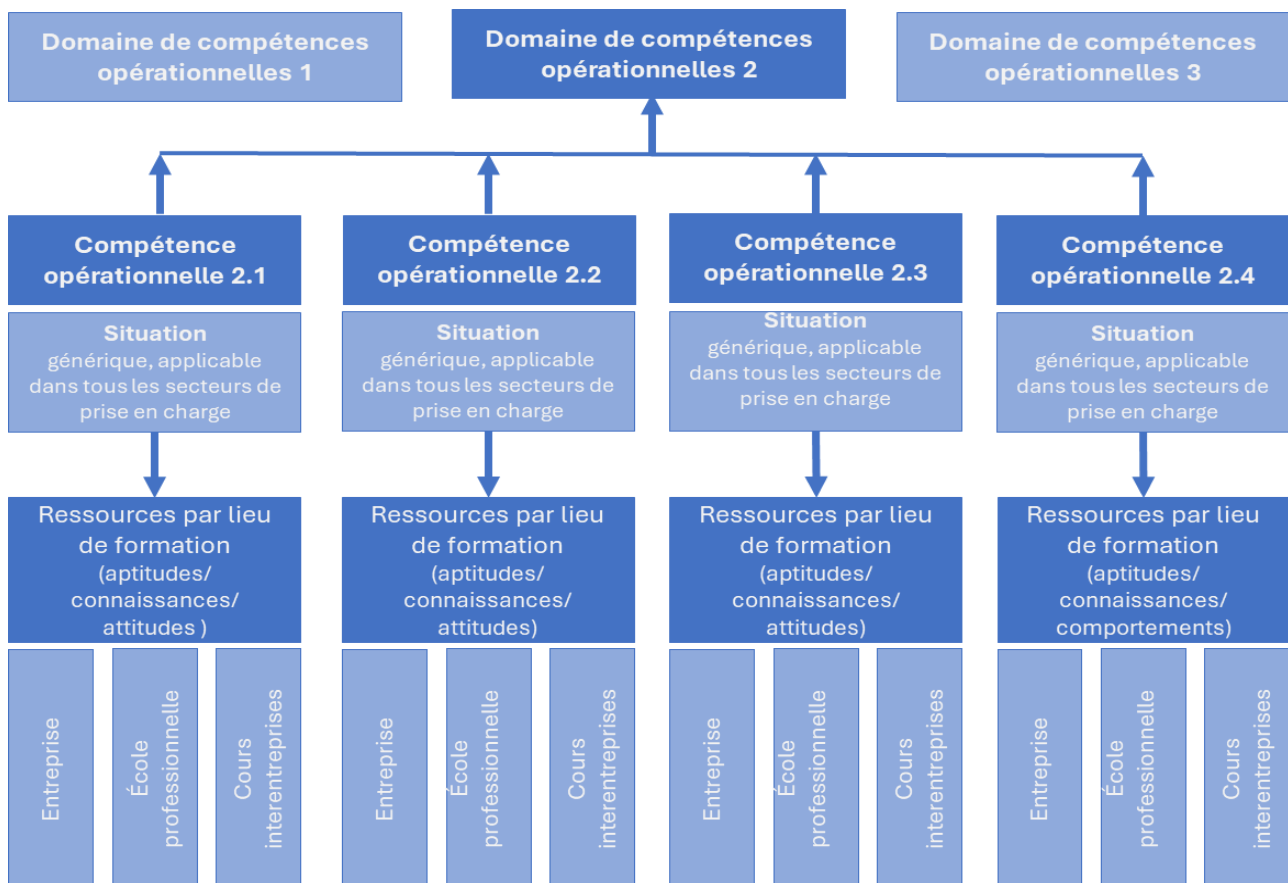 Domaine de compétences
opérationnelles 1
Domaine de compétences
opérationnelles 2
Domaine de compétences
opérationnelles 3
Compétence
opérationnelle 2.1
Compétence
opérationnelle 2.2
Compétence
opérationnelle 2.3
Compétence
opérationnelle 2.4
Situation
générique, applicable
dans tous les secteurs de
prise en charge
Situation
générique, applicable
dans tous les secteurs de
prise en charge
Situation
générique, applicable
dans tous les secteurs de
prise en charge
Situation
générique, applicable
dans tous les secteurs de
prise en charge
Ressources par lieu
de formation
(aptitudes/
connaissances/
attitudes )
Ressources par lieu
de formation
(aptitudes/
connaissances/
attitudes)
Ressources par lieu
de formation
(aptitudes/
connaissances/
attitudes)
Ressources par lieu
de formation
(aptitudes/
connaissances/
comportements)
Entreprise
École
professionnelle
Cours
interentreprises
Entreprise
École
professionnelle
Cours
interentreprises
Entreprise
École
professionnelle
Cours
interentreprises
Entreprise
École
professionnelle
Cours
interentreprises